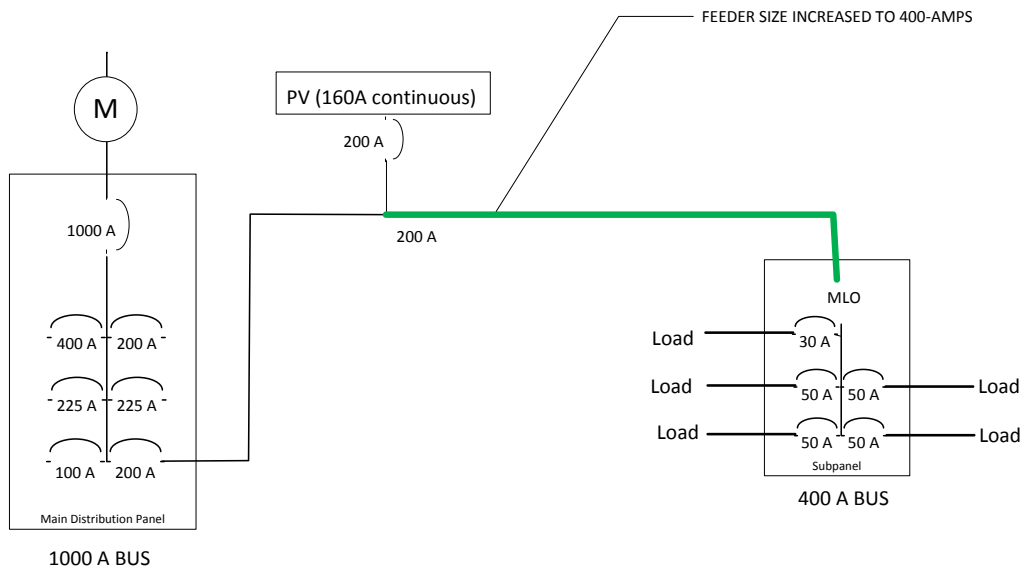 FEEDER SIZE INCREASED TO 400-AMPS
M
PV (160A continuous)
200 A
1000 A
200 A
MLO
400 A 200 A
Load 30 A
225 A 225 A
Load 50 A 50 A Load
100 A 200 A
Load 50 A 50 A Load
Main Distribution Panel
Subpanel
1000 A BUS
400 A BUS